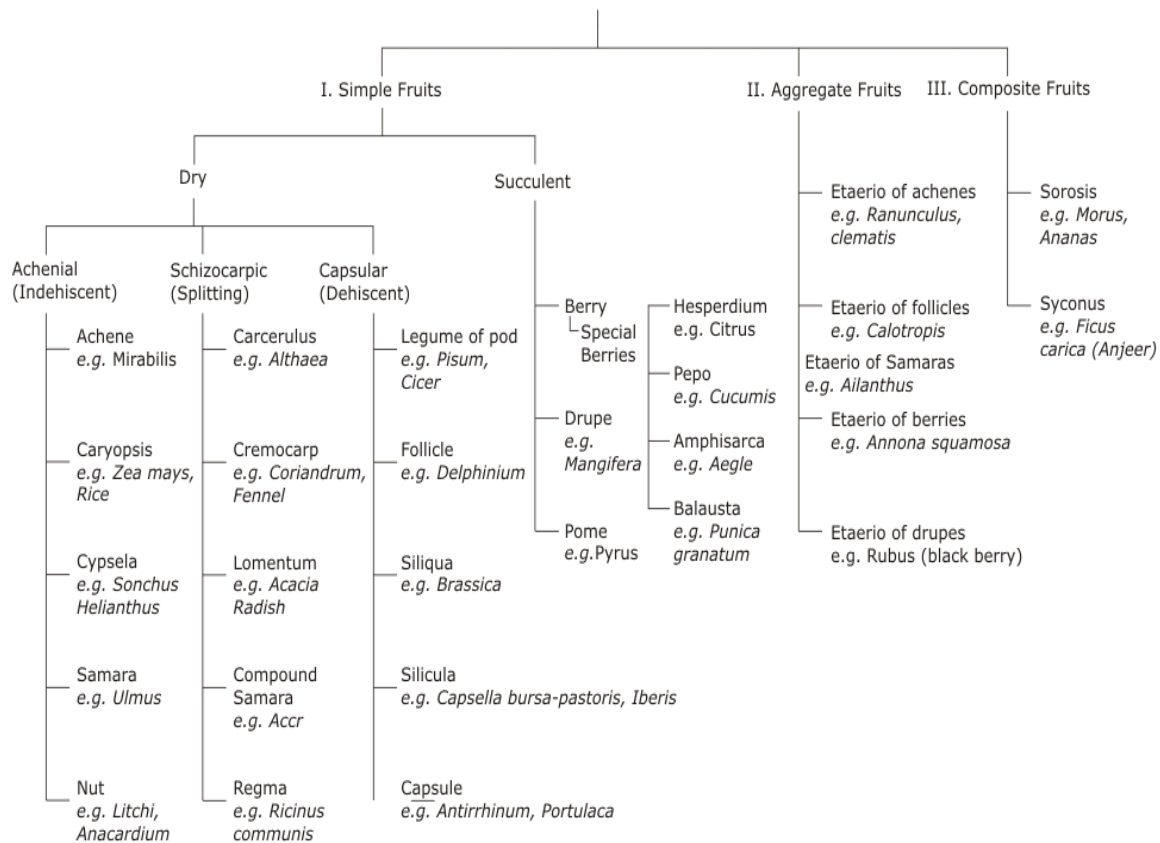 I. Simple Fruits
II. Aggregate Fruits
III. Composite Fruits
Dry
Succulent
Achenial
(Indehiscent)
Achene
e.g. Mirabilis
Caryopsis
e.g. Zea mays,
Rice
Cypsela
e.g. Sonchus
Helianthus
Samara
e.g. Ulmus
Nut
e.g. Litchi,
Anacardium
Schizocarpic
(Splitting)
Carcerulus
e.g. Althaea
Cremocarp
e.g. Coriandrum,
Fennel
Lomentum
e.g. Acacia
Radish
Compound
Samara
e.g. Accr
Regma
e.g. Ricinus
communis
Capsular
(Dehiscent)
Legume of pod
e.g. Pisum,
Cicer
Follicle
e.g. Delphinium
Siliqua
e.g. Brassica
Silicula
e.g. Capsella bursa-pastoris, Iberis
Capsule
e.g. Antirrhinum, Portulaca
Berry
Special
Berries
Drupe
e.g.
Mangifera
Pome
e.g.Pyrus
Hesperdium
e.g. Citrus
Pepo
e.g. Cucumis
Amphisarca
e.g. Aegle
Balausta
e.g. Punica
granatum
Etaerio of achenes
e.g. Ranunculus,
clematis
Etaerio of follicles
e.g. Calotropis
Etaerio of Samaras
e.g. Ailanthus
Etaerio of berries
e.g. Annona squamosa
Etaerio of drupes
e.g. Rubus (black berry)
Sorosis
e.g. Morus,
Ananas
Syconus
e.g. Ficus
carica (Anjeer)